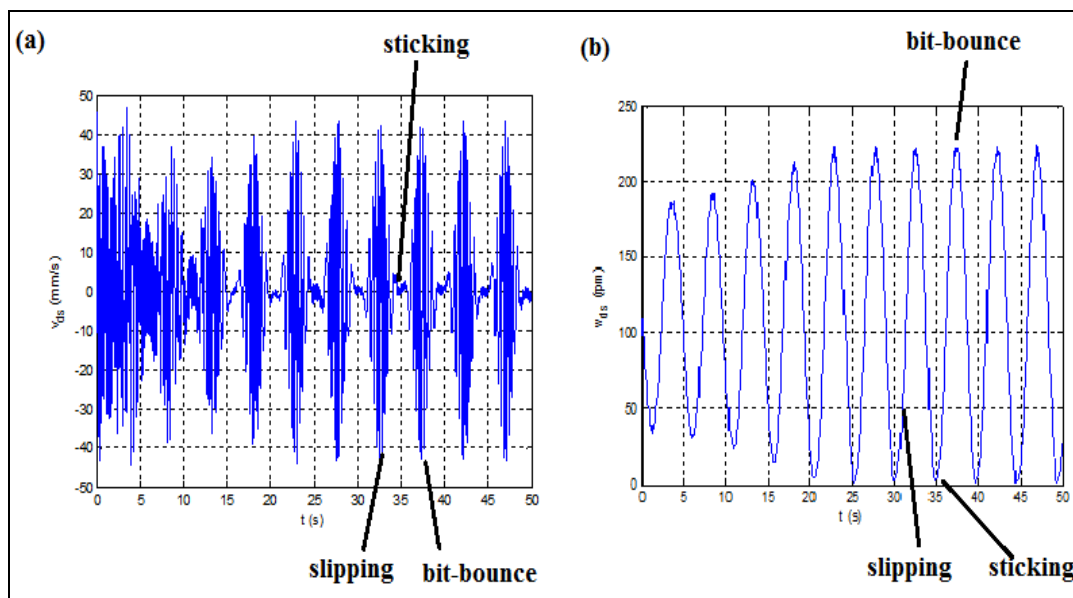 (a)
sticking
50
40
30
20
10
0
-10
-20
-30
-40
-50
v_ds (mm/s)
0 5 10 15 20 25 30 35 40 45 50
t (s)
slipping
bit-bounce
(b)
bit-bounce
250
200
150
100
50
0
w_ds (rpm)
0 5 10 15 20 25 30 35 40 45 50
t (s)
slipping
sticking